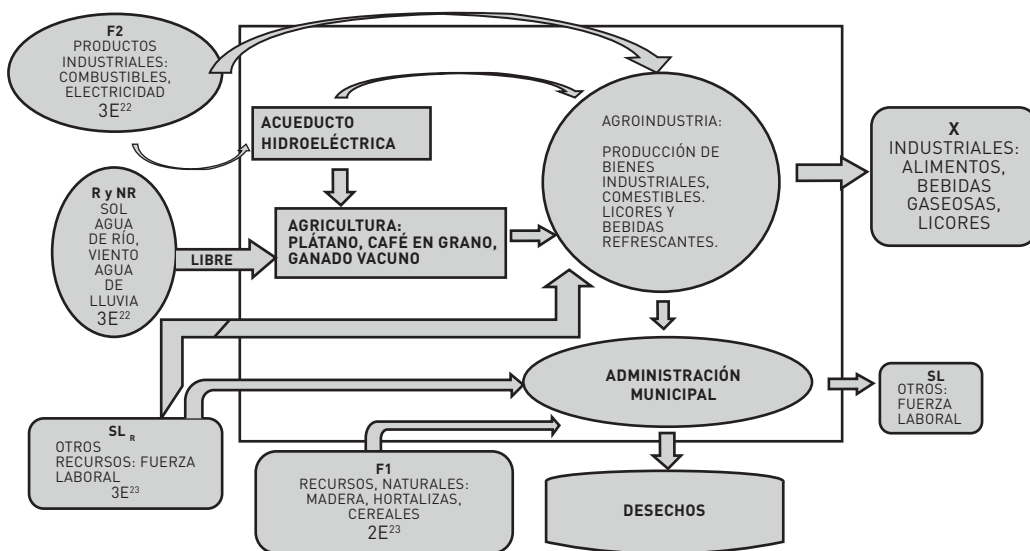 F2
PRODUCTOS
INDUSTRIALES:
COMBUSTIBLES,
ELECTRICIDAD
3E²²
ACUEDUCTO
HIDROELÉCTRICA
AGROINDUSTRIA:
PRODUCCIÓN DE
BIENES
INDUSTRIALES,
COMESTIBLES.
LICORES Y
BEBIDAS
REFRESCANTES.
X
INDUSTRIALES:
ALIMENTOS,
BEBIDAS
GASEOSAS,
LICORES
R y NR
SOL
AGUA
DE RÍO,
VIENTO
AGUA
DE
LLUVIA
3E²²
LIBRE
AGRICULTURA:
PLÁTANO, CAFÉ EN GRANO,
GANADO VACUNO
ADMINISTRACIÓN
MUNICIPAL
SL
OTROS:
FUERZA
LABORAL
SL R
OTROS
RECURSOS: FUERZA
LABORAL
3E²³
F1
RECURSOS, NATURALES:
MADERA, HORTALIZAS,
CEREALES
2E²³
DESECHOS